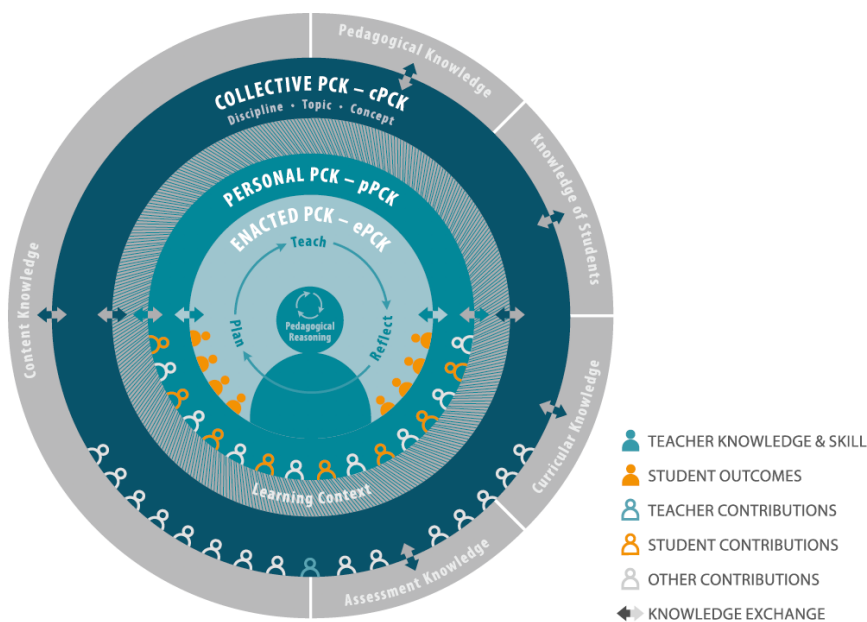 Pedagogical Knowledge
COLLECTIVE PCK – cPCK
Discipline • Topic • Concept
Knowledge of Students
PERSONAL PCK – pPCK
ENACTED PCK – ePCK
Teach
Content Knowledge
Pedagogical
Reasoning
Plan
Reflect
Curricular Knowledge
Learning Context
Assessment Knowledge
TEACHER KNOWLEDGE & SKILL
STUDENT OUTCOMES
TEACHER CONTRIBUTIONS
STUDENT CONTRIBUTIONS
OTHER CONTRIBUTIONS
KNOWLEDGE EXCHANGE